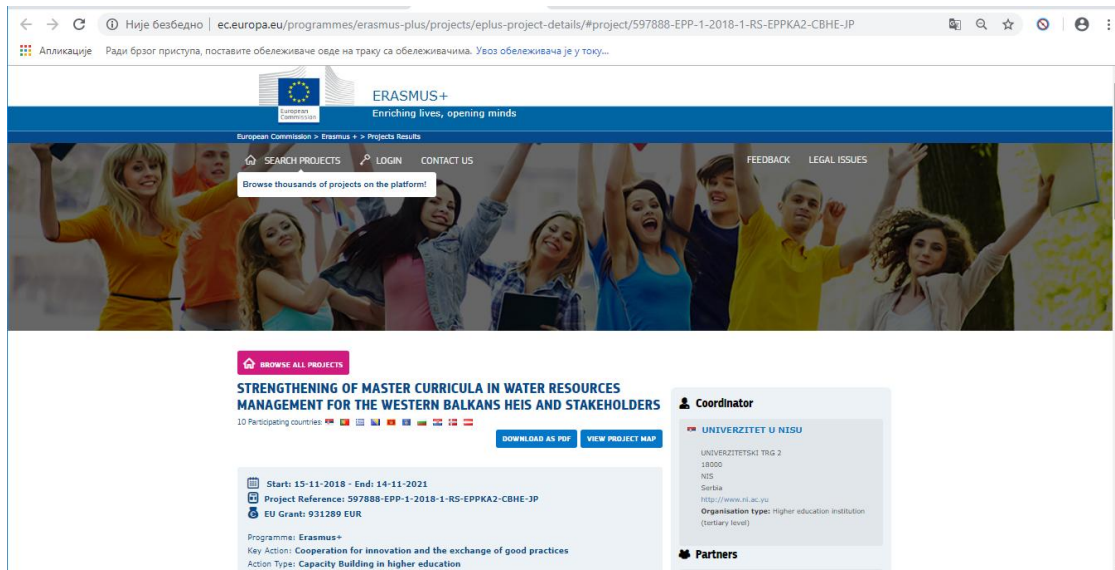 Није безбедно | ec.europa.eu/programmes/erasmus-plus/projects/eplus-project-details/#project/597888-EPP-1-2018-1-RS-EPPKA2-CBHE-JP
Апликације Ради брзог приступа, поставите обележиваче овде на траку са обележивачима. Увоз обележивача је у току...
European
Commission
ERASMUS+
Enriching lives, opening minds
European Commission > Erasmus + > Projects Results
SEARCH PROJECTS LOGIN CONTACT US FEEDBACK LEGAL ISSUES
Browse thousands of projects on the platform!
BROWSE ALL PROJECTS
STRENGTHENING OF MASTER CURRICULA IN WATER RESOURCES
MANAGEMENT FOR THE WESTERN BALKANS HEIS AND STAKEHOLDERS
10 Participating countries:
DOWNLOAD AS PDF VIEW PROJECT MAP
Start: 15-11-2018 - End: 14-11-2021
Project Reference: 597888-EPP-1-2018-1-RS-EPPKA2-CBHE-JP
EU Grant: 931289 EUR
Programme: Erasmus+
Key Action: Cooperation for innovation and the exchange of good practices
Action Type: Capacity Building in higher education
Coordinator
UNIVERZITET U NISU
UNIVERZITETSKI TRG 2
18000
NIS
Serbia
http://www.ni.ac.yu
Organisation type: Higher education institution
(tertiary level)
Partners